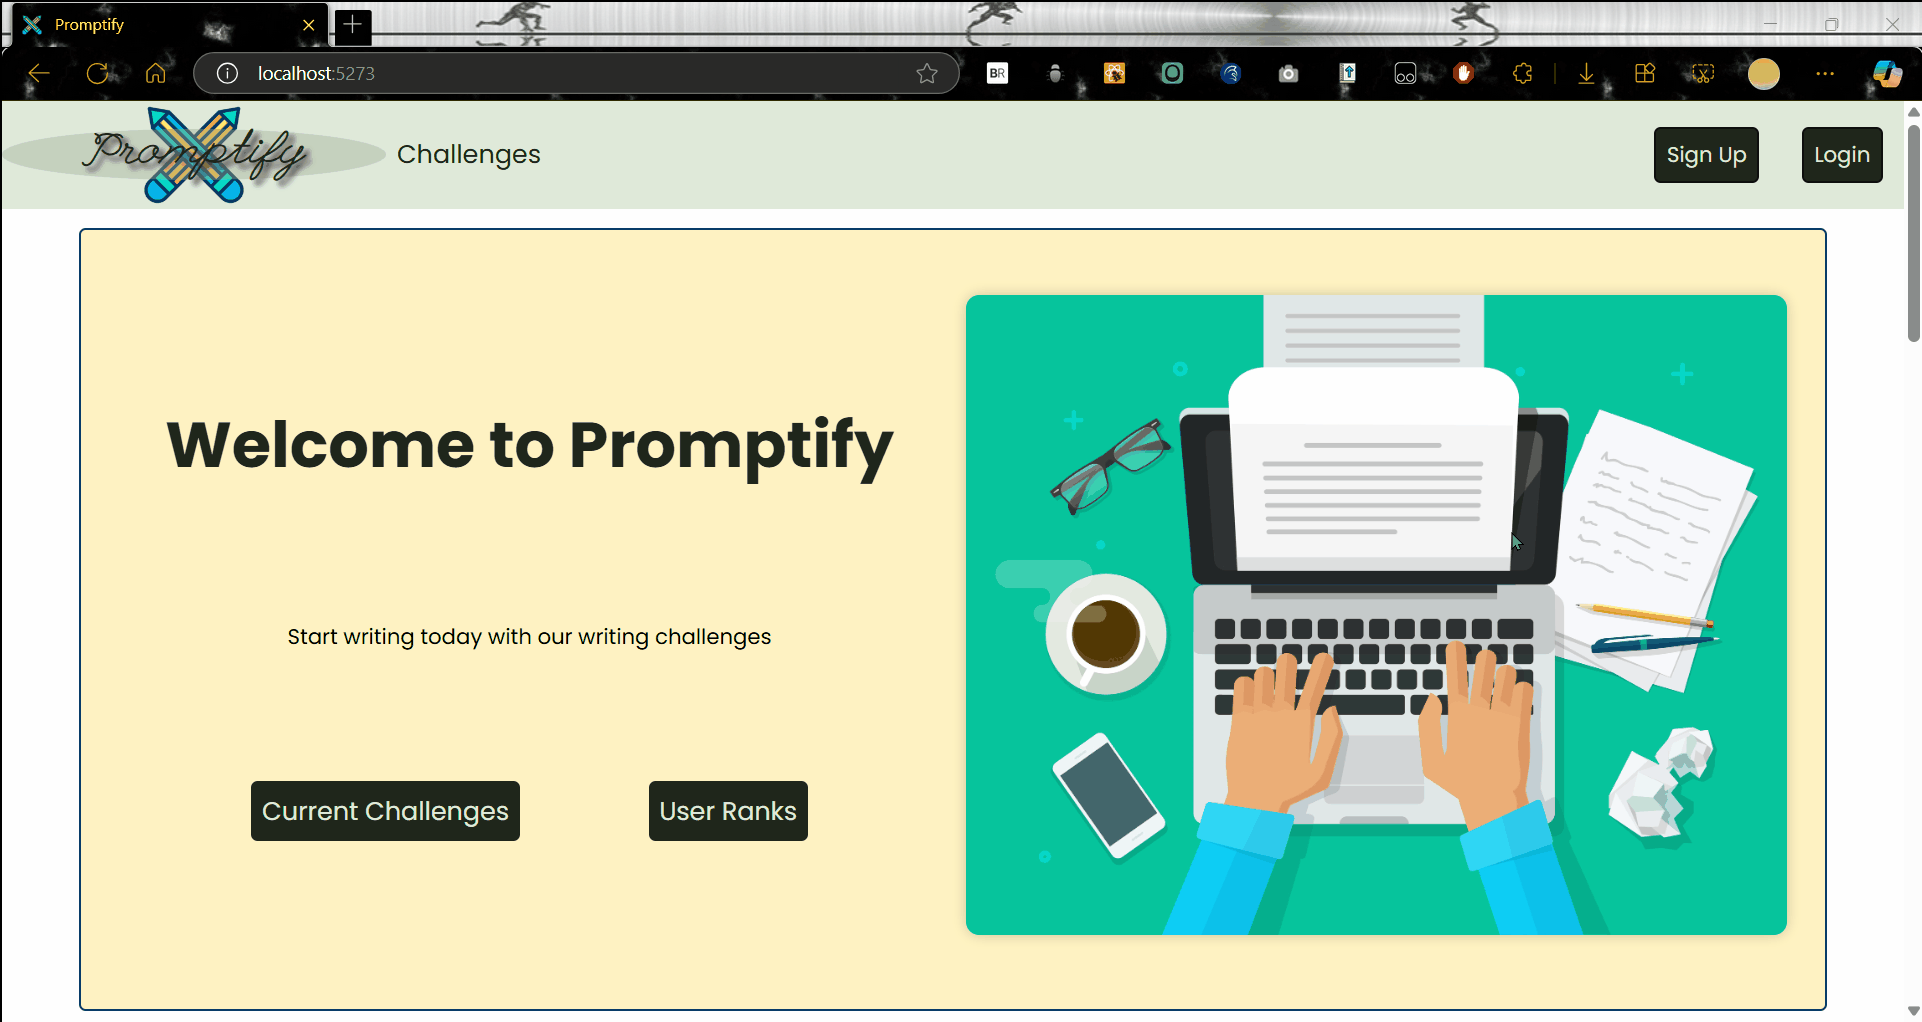 Promptify
localhost:5273
BR
Promptify
Challenges
Sign Up
Login
Welcome to Promptify
Start writing today with our writing challenges
Current Challenges
User Ranks